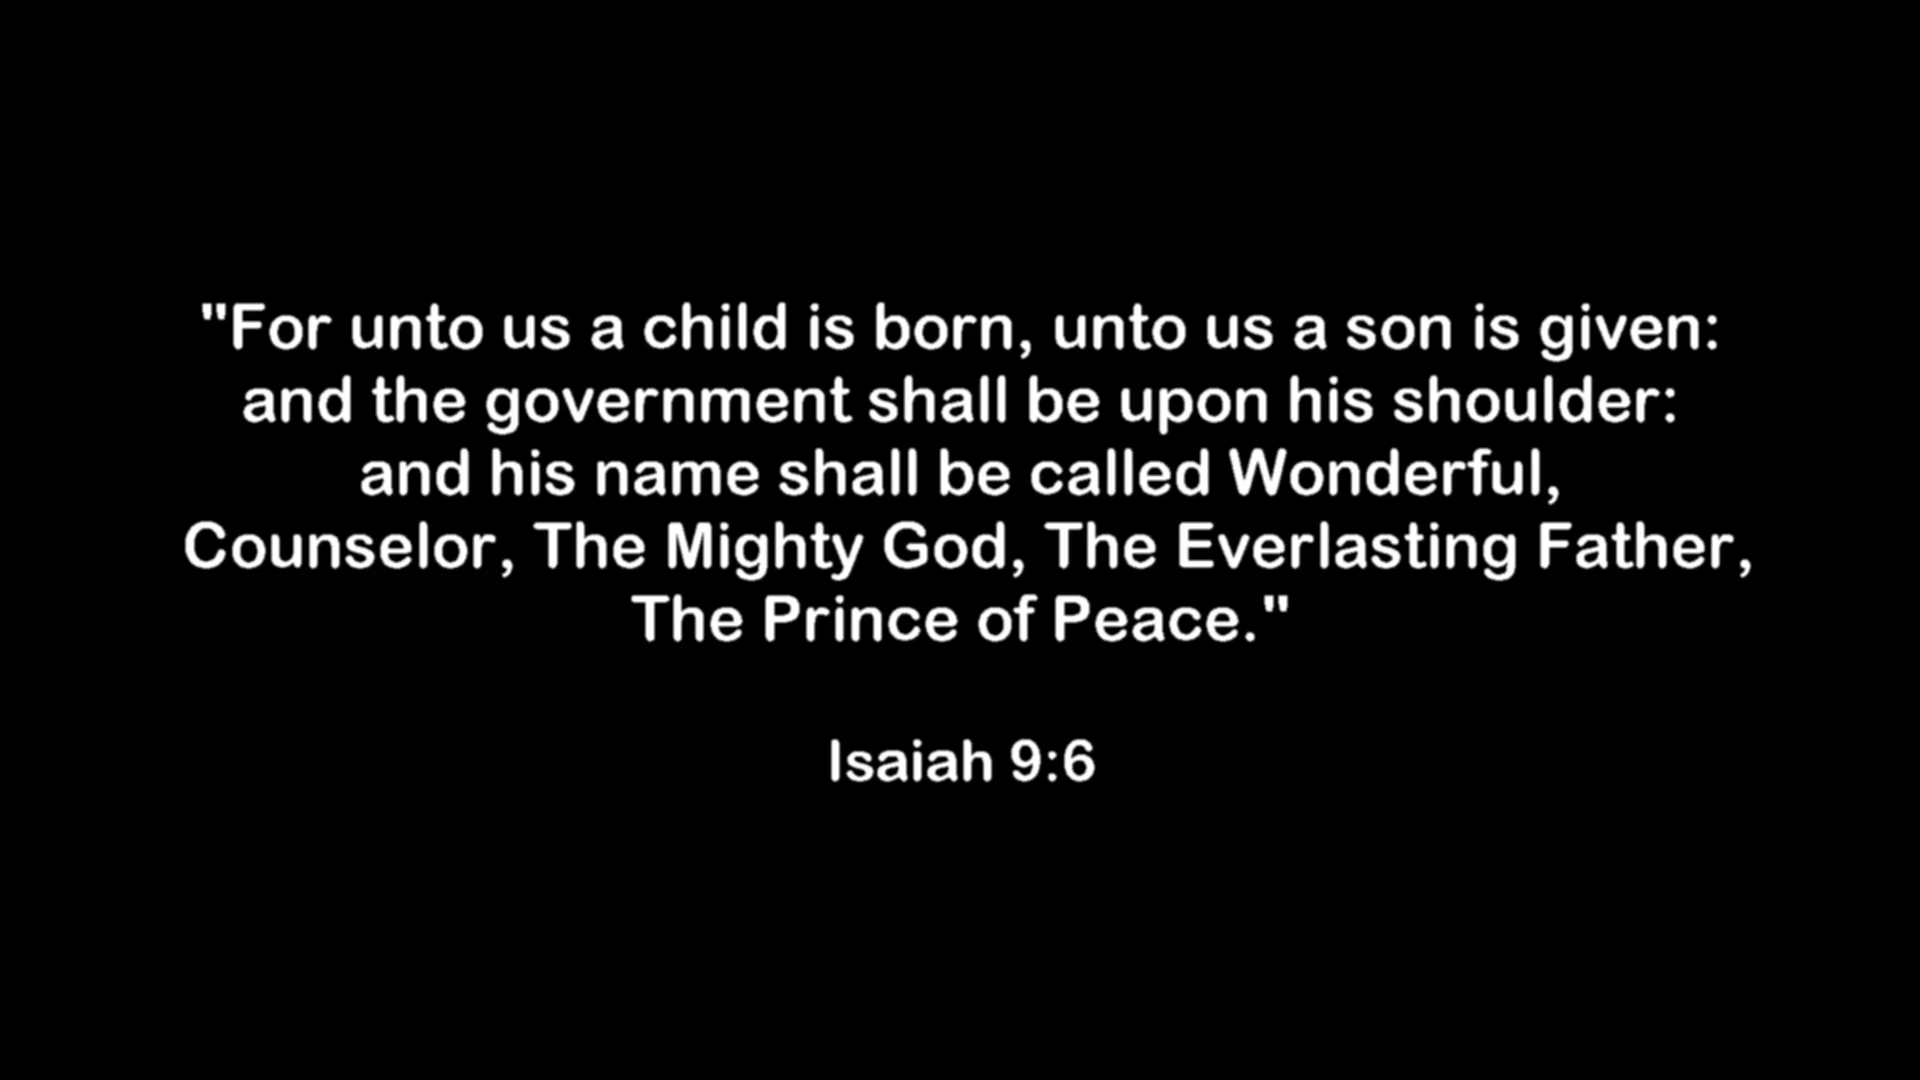 "For unto us a child is born, unto us a son is given:
and the government shall be upon his shoulder:
and his name shall be called Wonderful,
Counselor, The Mighty God, The Everlasting Father,
The Prince of Peace."
Isaiah 9:6